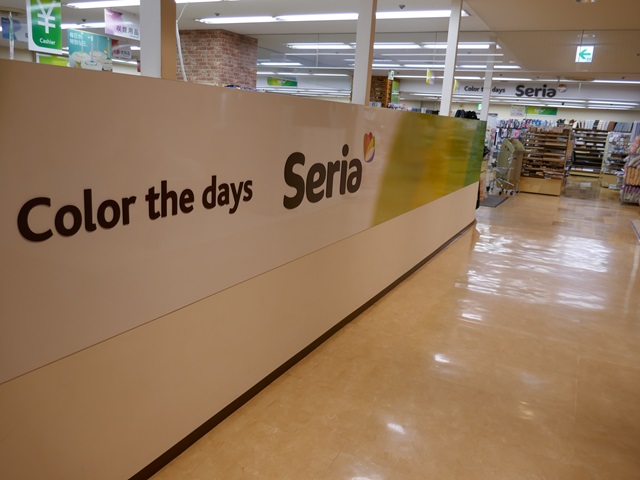 ¥
Cashier
Color the days Seria
Color the days Seria